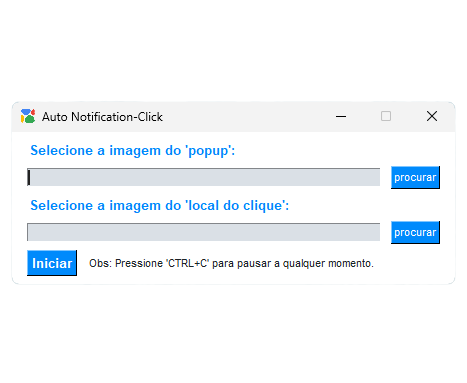 Auto Notification-Click
Selecione a imagem do 'popup':
procurar
Selecione a imagem do 'local do clique':
procurar
Iniciar Obs: Pressione 'CTRL+C' para pausar a qualquer momento.